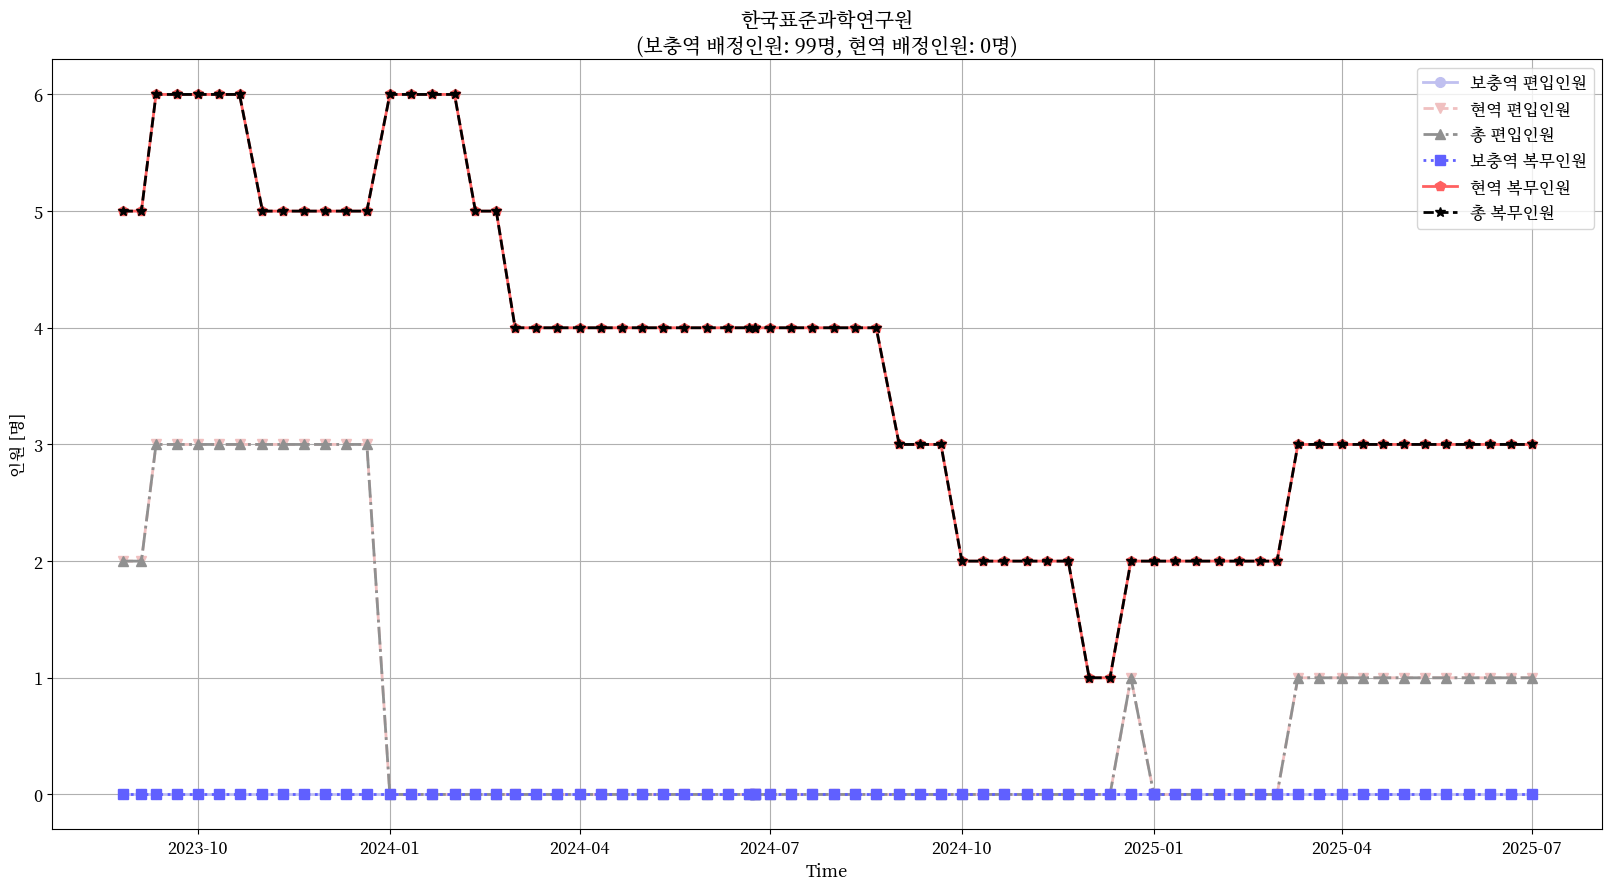 한국표준과학연구원
(보충역 배정인원: 99명, 현역 배정인원: 0명)
보충역 편입인원
현역 편입인원
총 편입인원
보충역 복무인원
현역 복무인원
총 복무인원
인원 [명]
6
5
4
3
2
1
0
2023-10 2024-01 2024-04 2024-07 2024-10 2025-01 2025-04 2025-07
Time